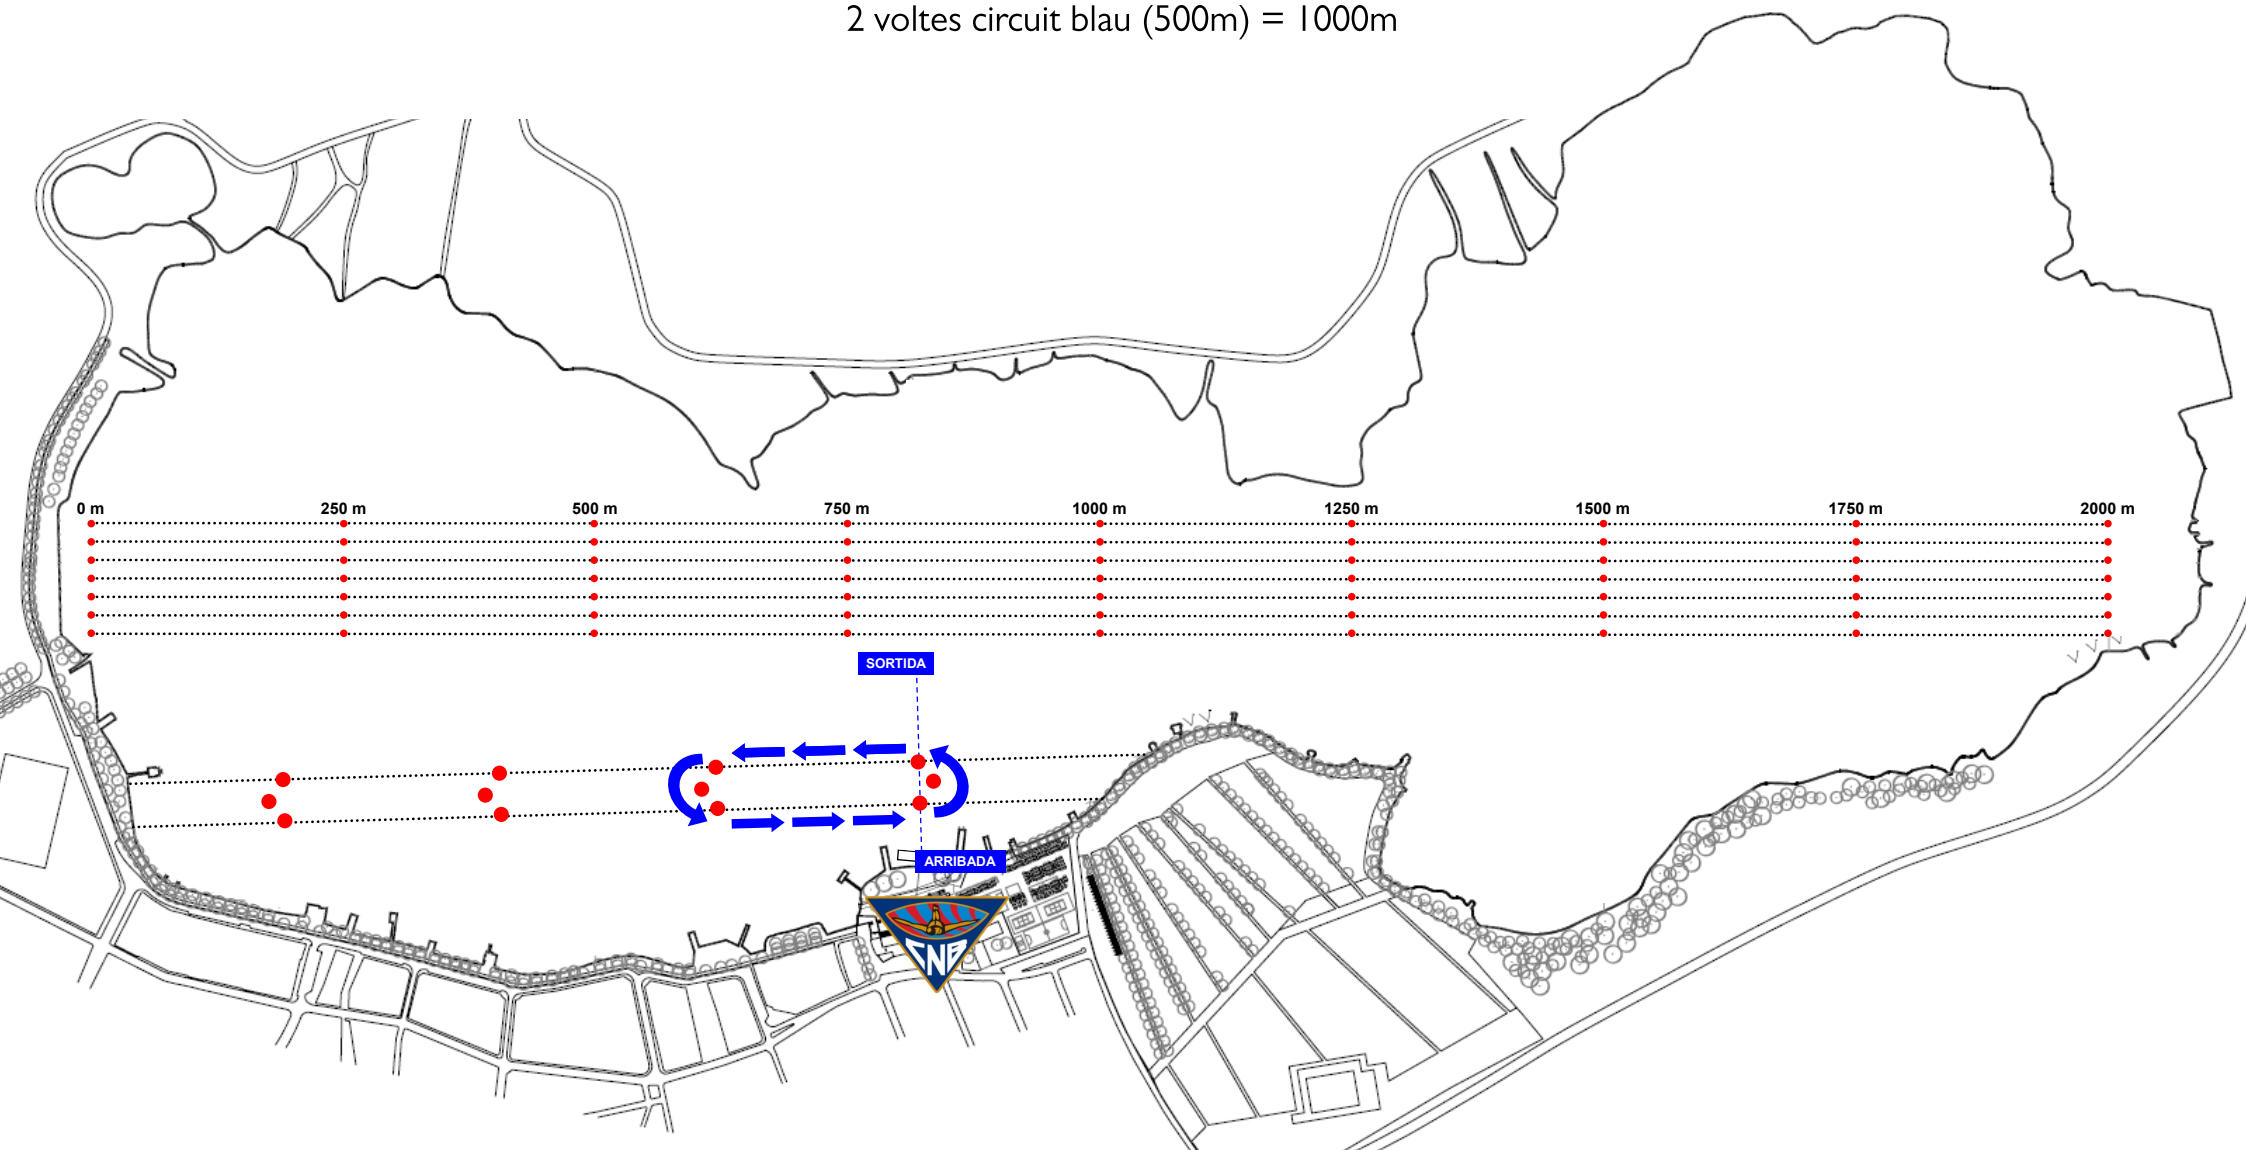 2 voltes circuit blau (500m) = 1000m
0 m 250 m 500 m 750 m 1000 m 1250 m 1500 m 1750 m 2000 m
SORTIDA
ARRIBADA
CNB